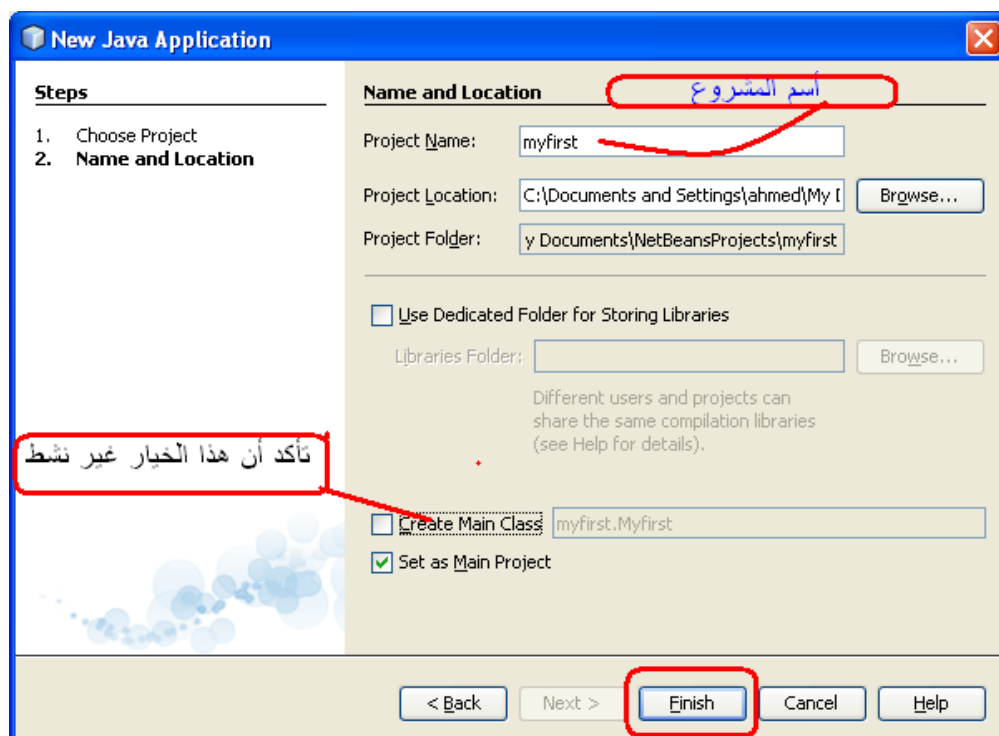 New Java Application
Steps
1. Choose Project
2. Name and Location
Name and Location
أسم المشروع
Project Name: myfirst
Project Location: C:\Documents and Settings\ahmed\My D Browse...
Project Folder: y Documents\NetBeansProjects\myfirst
Use Dedicated Folder for Storing Libraries
Libraries Folder: Browse...
Different users and projects can
share the same compilation libraries
(see Help for details).
تأكد أن هذا الخيار غير نشط
Create Main Class myfirst.Myfirst
Set as Main Project
< Back Next > Finish Cancel Help